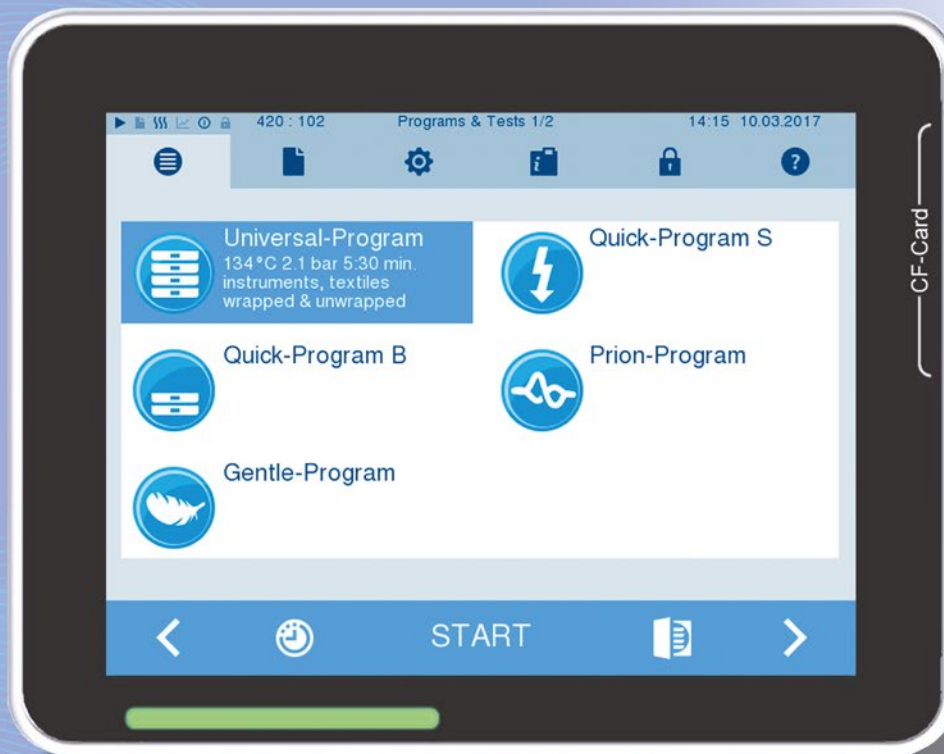 420 : 102 Programs & Tests 1/2 14:15 10.03.2017
Universal-Program
134°C 2.1 bar 5:30 min.
instruments, textiles
wrapped & unwrapped
Quick-Program S
Quick-Program B
Prion-Program
Gentle-Program
START
CF-Card